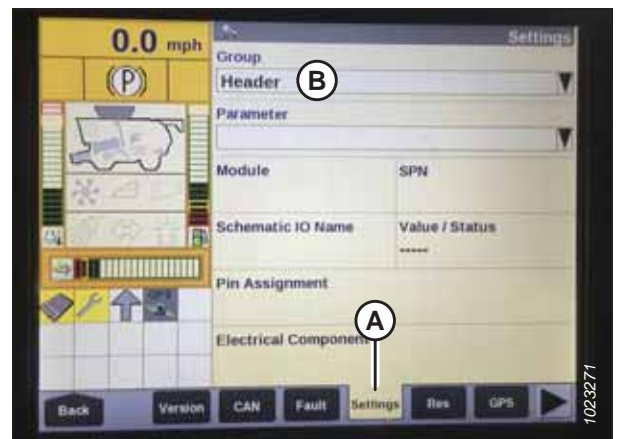 0.0 mph
Settings
Group
Header
B
(P)
Parameter
Module
SPN
Schematic IO Name
Value / Status
-----
Pin Assignment
A
Electrical Component
Back
Version
CAN
Fault
Settings
Res
GPS
1023271